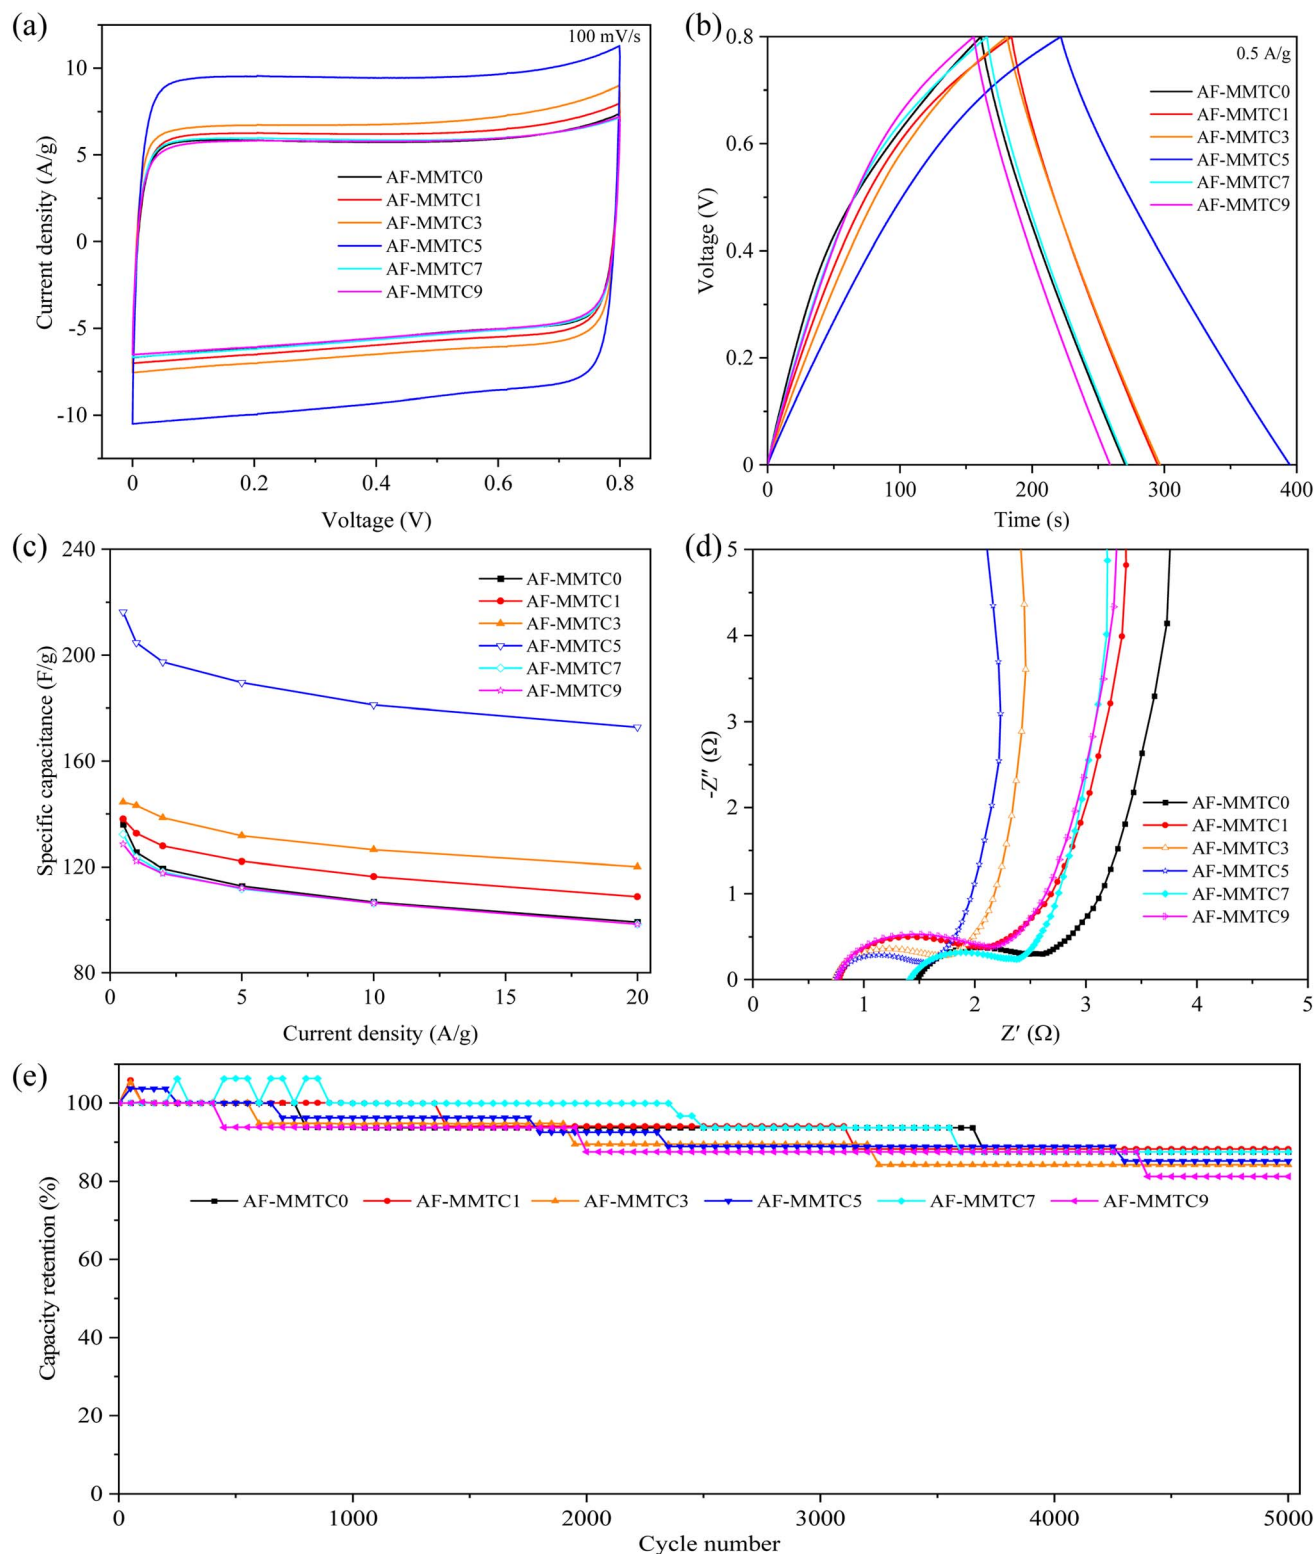 (a)
100 mV/s
10
5
0
-5
-10
Current density (A/g)
AF-MMTC0
AF-MMTC1
AF-MMTC3
AF-MMTC5
AF-MMTC7
AF-MMTC9
0
0.2
0.4
0.6
0.8
Voltage (V)
(b)
0.8
0.6
0.4
0.2
0
Voltage (V)
0.5 A/g
AF-MMTC0
AF-MMTC1
AF-MMTC3
AF-MMTC5
AF-MMTC7
AF-MMTC9
0
100
200
300
400
Time (s)
(c)
240
200
160
120
80
Specific capacitance (F/g)
AF-MMTC0
AF-MMTC1
AF-MMTC3
AF-MMTC5
AF-MMTC7
AF-MMTC9
0
5
10
15
20
Current density (A/g)
(d)
5
4
3
2
1
0
-Z″ (Ω)
AF-MMTC0
AF-MMTC1
AF-MMTC3
AF-MMTC5
AF-MMTC7
AF-MMTC9
0
1
2
3
4
5
Z′ (Ω)
(e)
100
80
60
40
20
0
Capacity retention (%)
AF-MMTC0 AF-MMTC1 AF-MMTC3 AF-MMTC5 AF-MMTC7 AF-MMTC9
0
1000
2000
3000
4000
5000
Cycle number